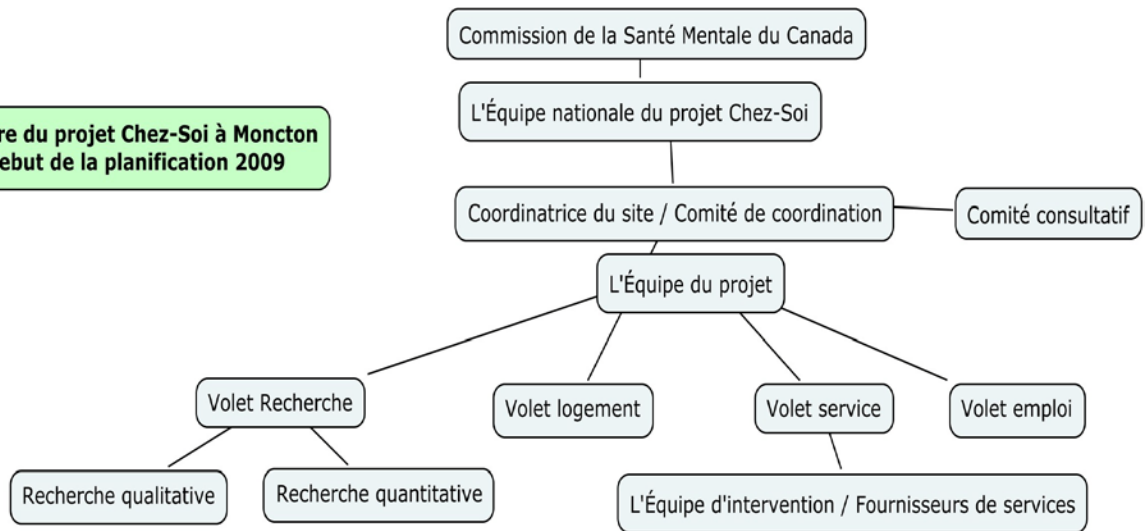 Commission de la Santé Mentale du Canada
L'Équipe nationale du projet Chez-Soi
re du projet Chez-Soi à Moncton
ebut de la planification 2009
Coordinatrice du site / Comité de coordination
Comité consultatif
L'Équipe du projet
Volet Recherche
Volet logement
Volet service
Volet emploi
Recherche qualitative
Recherche quantitative
L'Équipe d'intervention / Fournisseurs de services